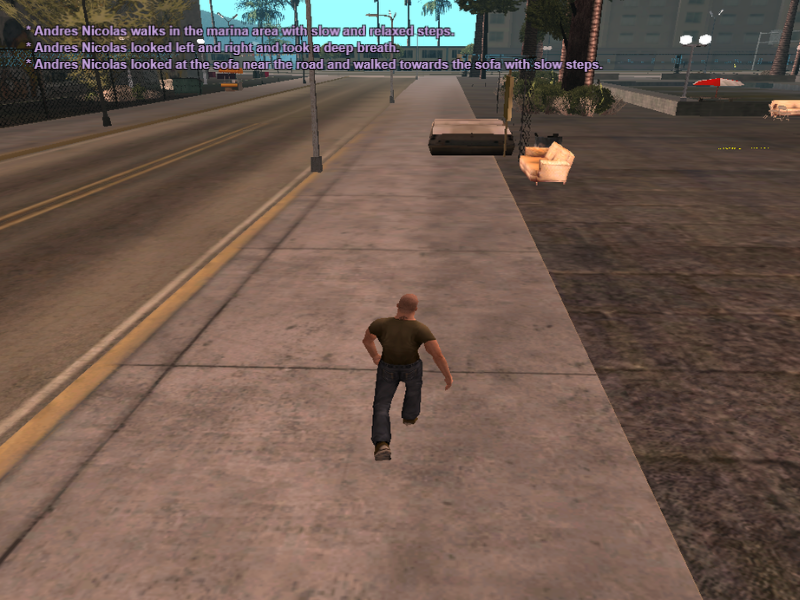 * Andres Nicolas walks in the marina area with slow and relaxed steps.
* Andres Nicolas looked left and right and took a deep breath.
* Andres Nicolas looked at the sofa near the road and walked towards the sofa with slow steps.